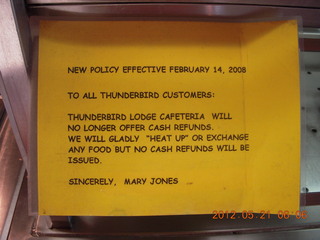 NEW POLICY EFFECTIVE FEBRUARY 14, 2008
TO ALL THUNDERBIRD CUSTOMERS:
THUNDERBIRD LODGE CAFETERIA WILL
NO LONGER OFFER CASH REFUNDS.
WE WILL GLADLY "HEAT UP" OR EXCHANGE
ANY FOOD BUT NO CASH REFUNDS WILL BE
ISSUED.
SINCERELY, MARY JONES
2012.05.21